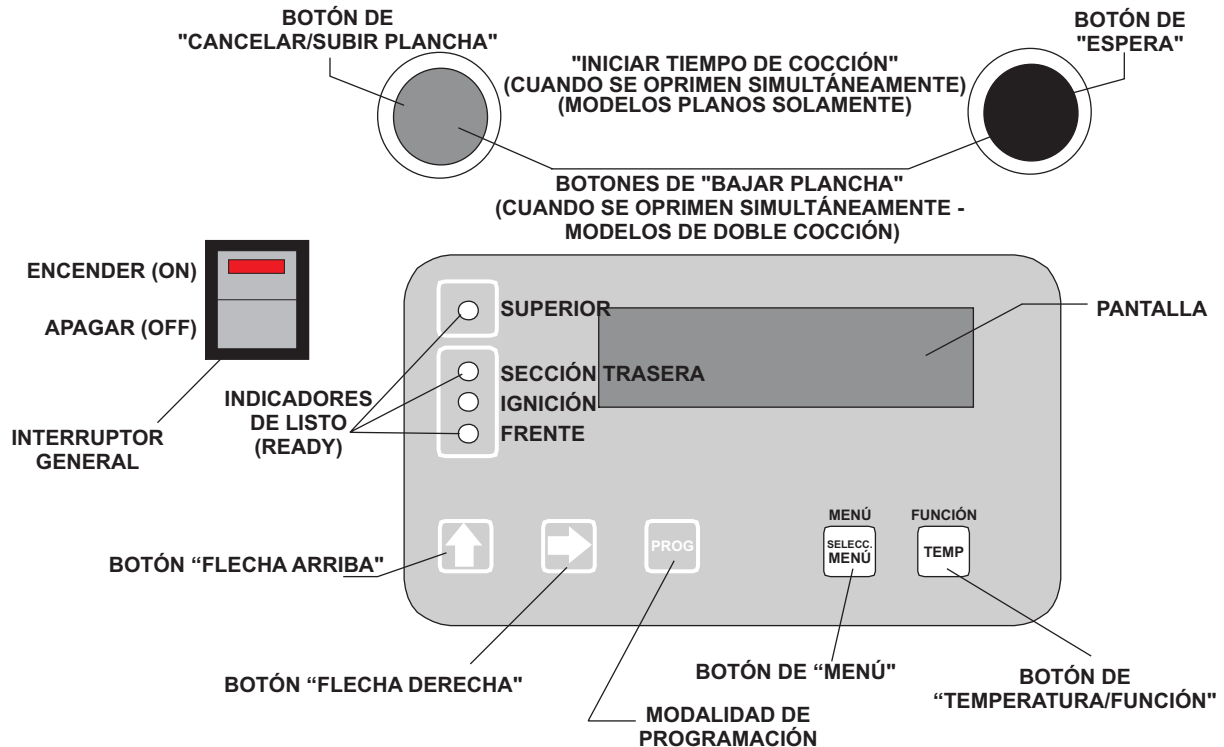 BOTÓN DE
"CANCELAR/SUBIR PLANCHA"
"INICIAR TIEMPO DE COCCIÓN"
(CUANDO SE OPRIMEN SIMULTÁNEAMENTE)
(MODELOS PLANOS SOLAMENTE)
BOTÓN DE
"ESPERA"
BOTONES DE "BAJAR PLANCHA"
(CUANDO SE OPRIMEN SIMULTÁNEAMENTE -
MODELOS DE DOBLE COCCIÓN)
ENCENDER (ON)
APAGAR (OFF)
INTERRUPTOR
GENERAL
INDICADORES
DE LISTO
(READY)
SUPERIOR
SECCIÓN TRASERA
IGNICIÓN
FRENTE
PANTALLA
PROG
MENÚ
SELECC.
MENÚ
FUNCIÓN
TEMP
BOTÓN “FLECHA ARRIBA"
BOTÓN “FLECHA DERECHA"
MODALIDAD DE
PROGRAMACIÓN
BOTÓN DE “MENÚ"
BOTÓN DE
“TEMPERATURA/FUNCIÓN"